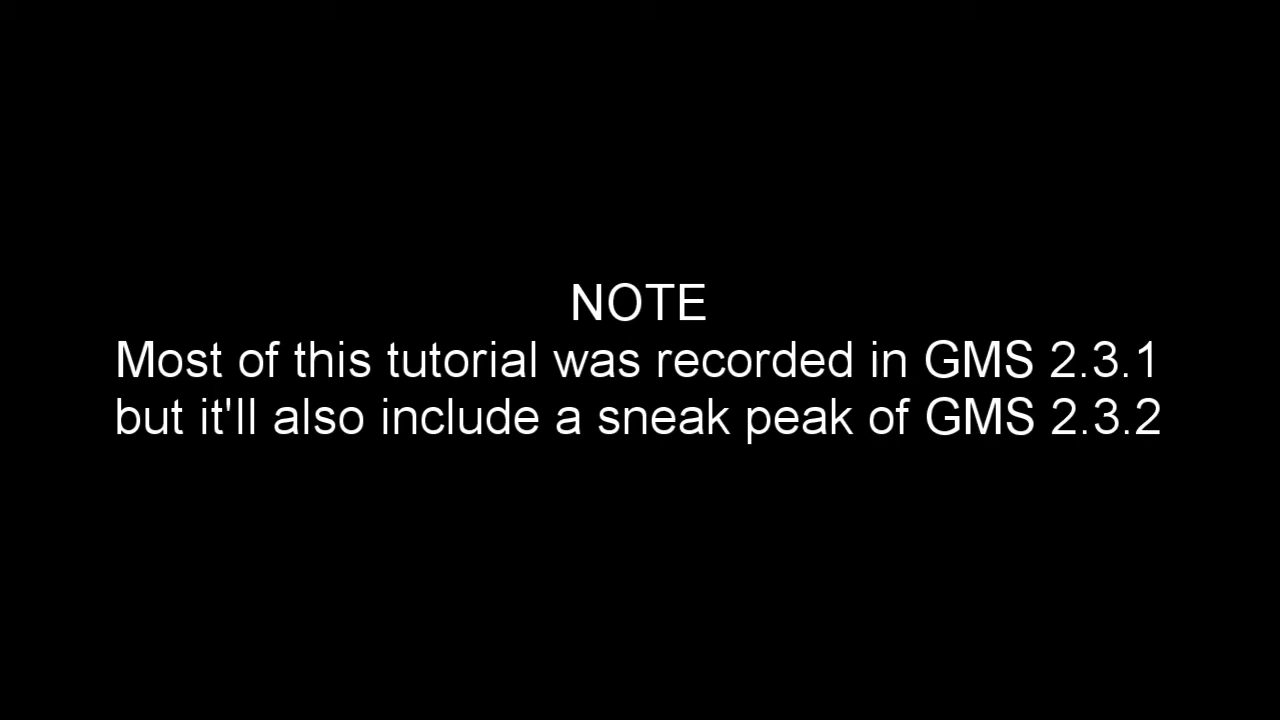 NOTE
Most of this tutorial was recorded in GMS 2.3.1
but it'll also include a sneak peak of GMS 2.3.2